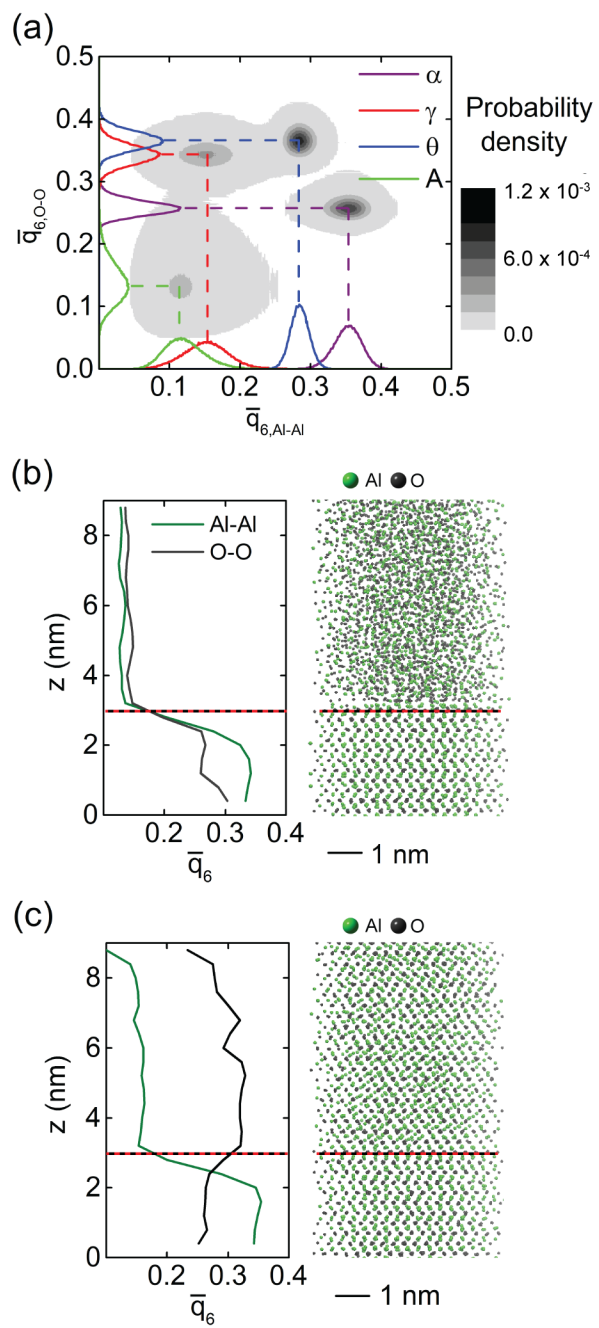 (a)
0.5
0.4
0.3
0.2
0.1
0.0
q̄6,O-O
α
γ
θ
A
0.1 0.2 0.3 0.4 0.5
q̄6,Al-Al
Probability
density
1.2 x 10⁻³
6.0 x 10⁻⁴
0.0
(b)
Al-Al
O-O
8
6
4
2
0
z (nm)
0.2 0.3 0.4
q̄6
Al O
1 nm
(c)
8
6
4
2
0
z (nm)
0.2 0.3 0.4
q̄6
Al O
1 nm